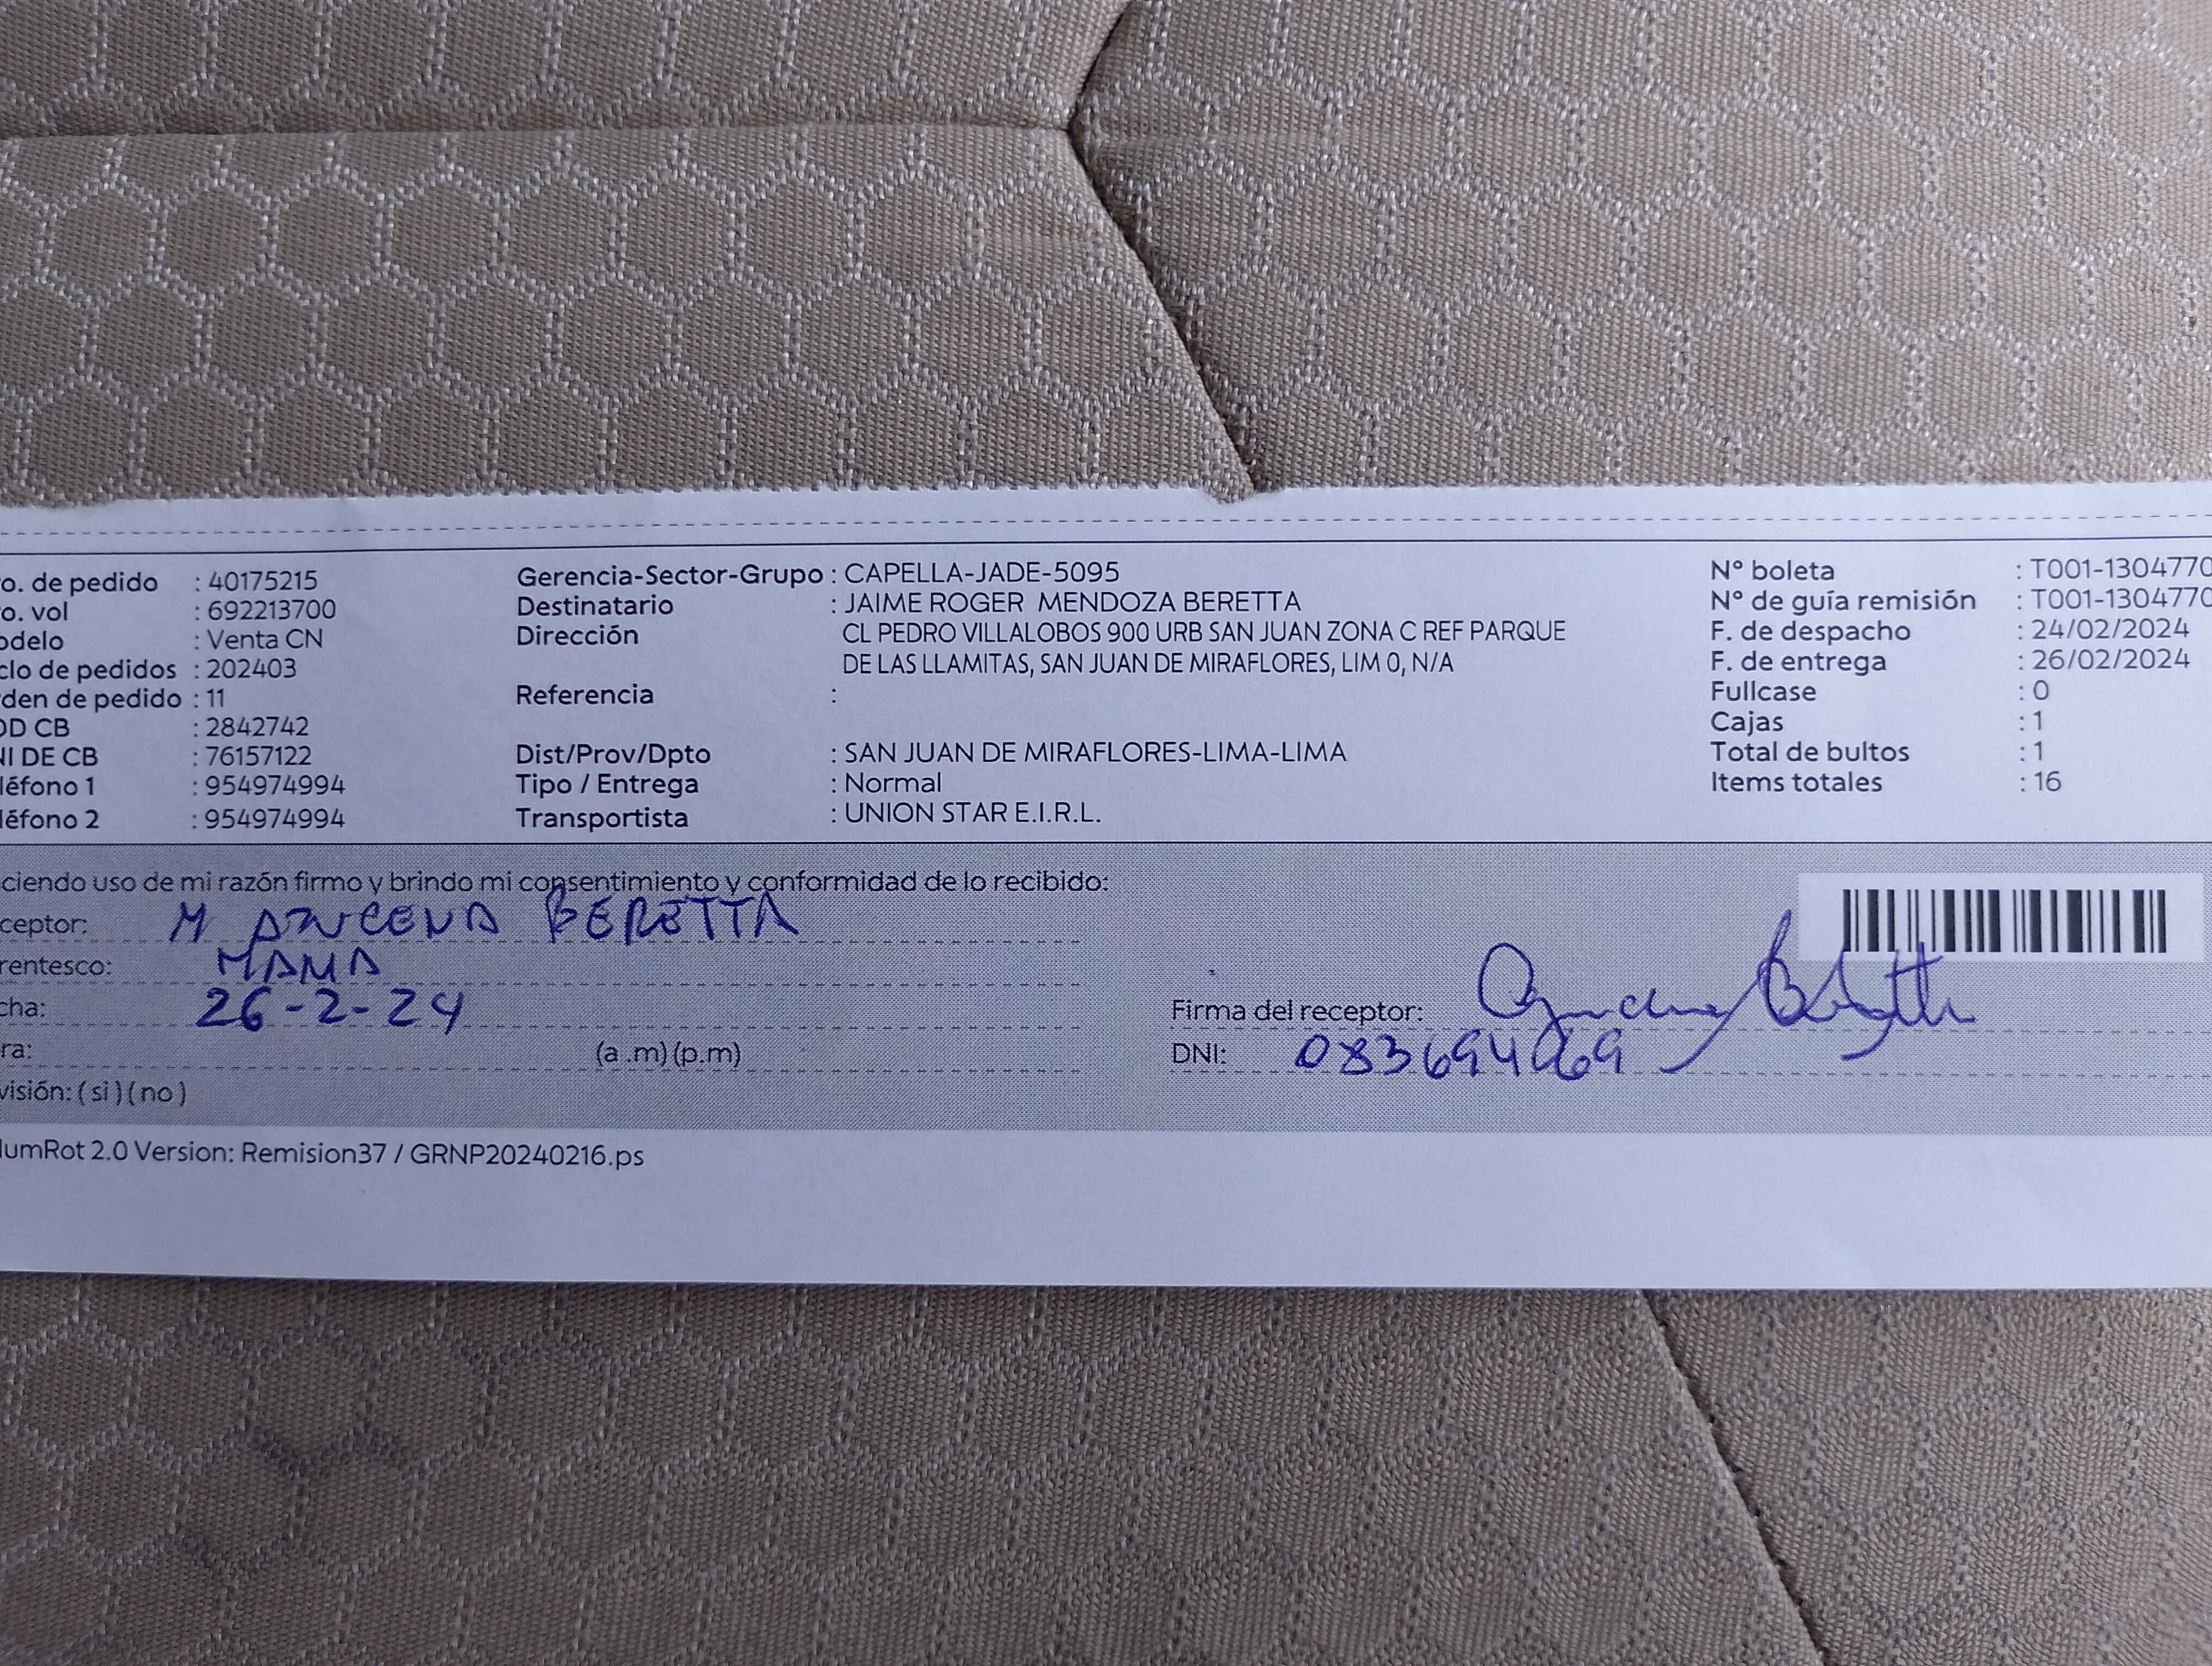 o. de pedido : 40175215
o. vol : 692213700
odelo : Venta CN
clo de pedidos : 202403
den de pedido : 11
OD CB : 2842742
NI DE CB : 76157122
léfono 1 : 954974994
léfono 2 : 954974994
Gerencia-Sector-Grupo : CAPELLA-JADE-5095
Destinatario : JAIME ROGER MENDOZA BERETTA
Dirección CL PEDRO VILLALOBOS 900 URB SAN JUAN ZONA C REF PARQUE
DE LAS LLAMITAS, SAN JUAN DE MIRAFLORES, LIM 0, N/A
Referencia :
Dist/Prov/Dpto : SAN JUAN DE MIRAFLORES-LIMA-LIMA
Tipo / Entrega : Normal
Transportista : UNION STAR E.I.R.L.
N° boleta : T001-1304770
N° de guía remisión : T001-1304770
F. de despacho : 24/02/2024
F. de entrega : 26/02/2024
Fullcase : 0
Cajas : 1
Total de bultos : 1
Items totales : 16
ciendo uso de mi razón firmo y brindo mi consentimiento y conformidad de lo recibido:
ceptor: M AZUCENA BERETTA
rentesco: MAMA
cha: 26-2-24
ra: (a .m)(p.m)
visión: ( si )( no )
Firma del receptor:
DNI:
lumRot 2.0 Version: Remision37 / GRNP20240216.ps